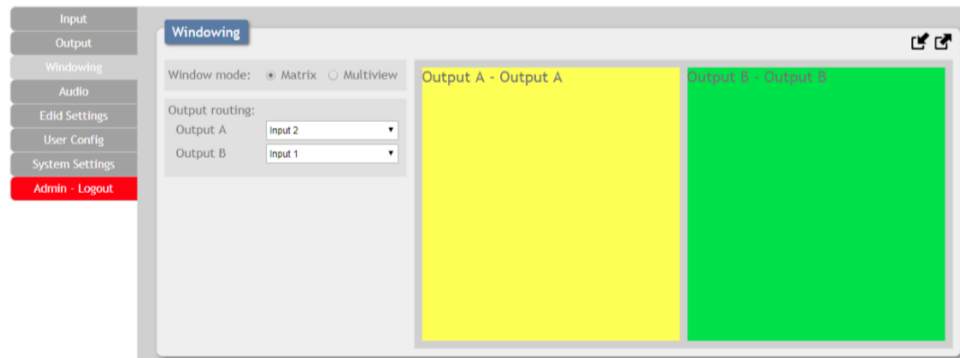 Input
Output
Windowing
Audio
Edid Settings
User Config
System Settings
Admin - Logout
Windowing
Window mode: Matrix Multiview
Output routing:
Output A Input 2
Output B Input 1
Output A - Output A
Output B - Output B